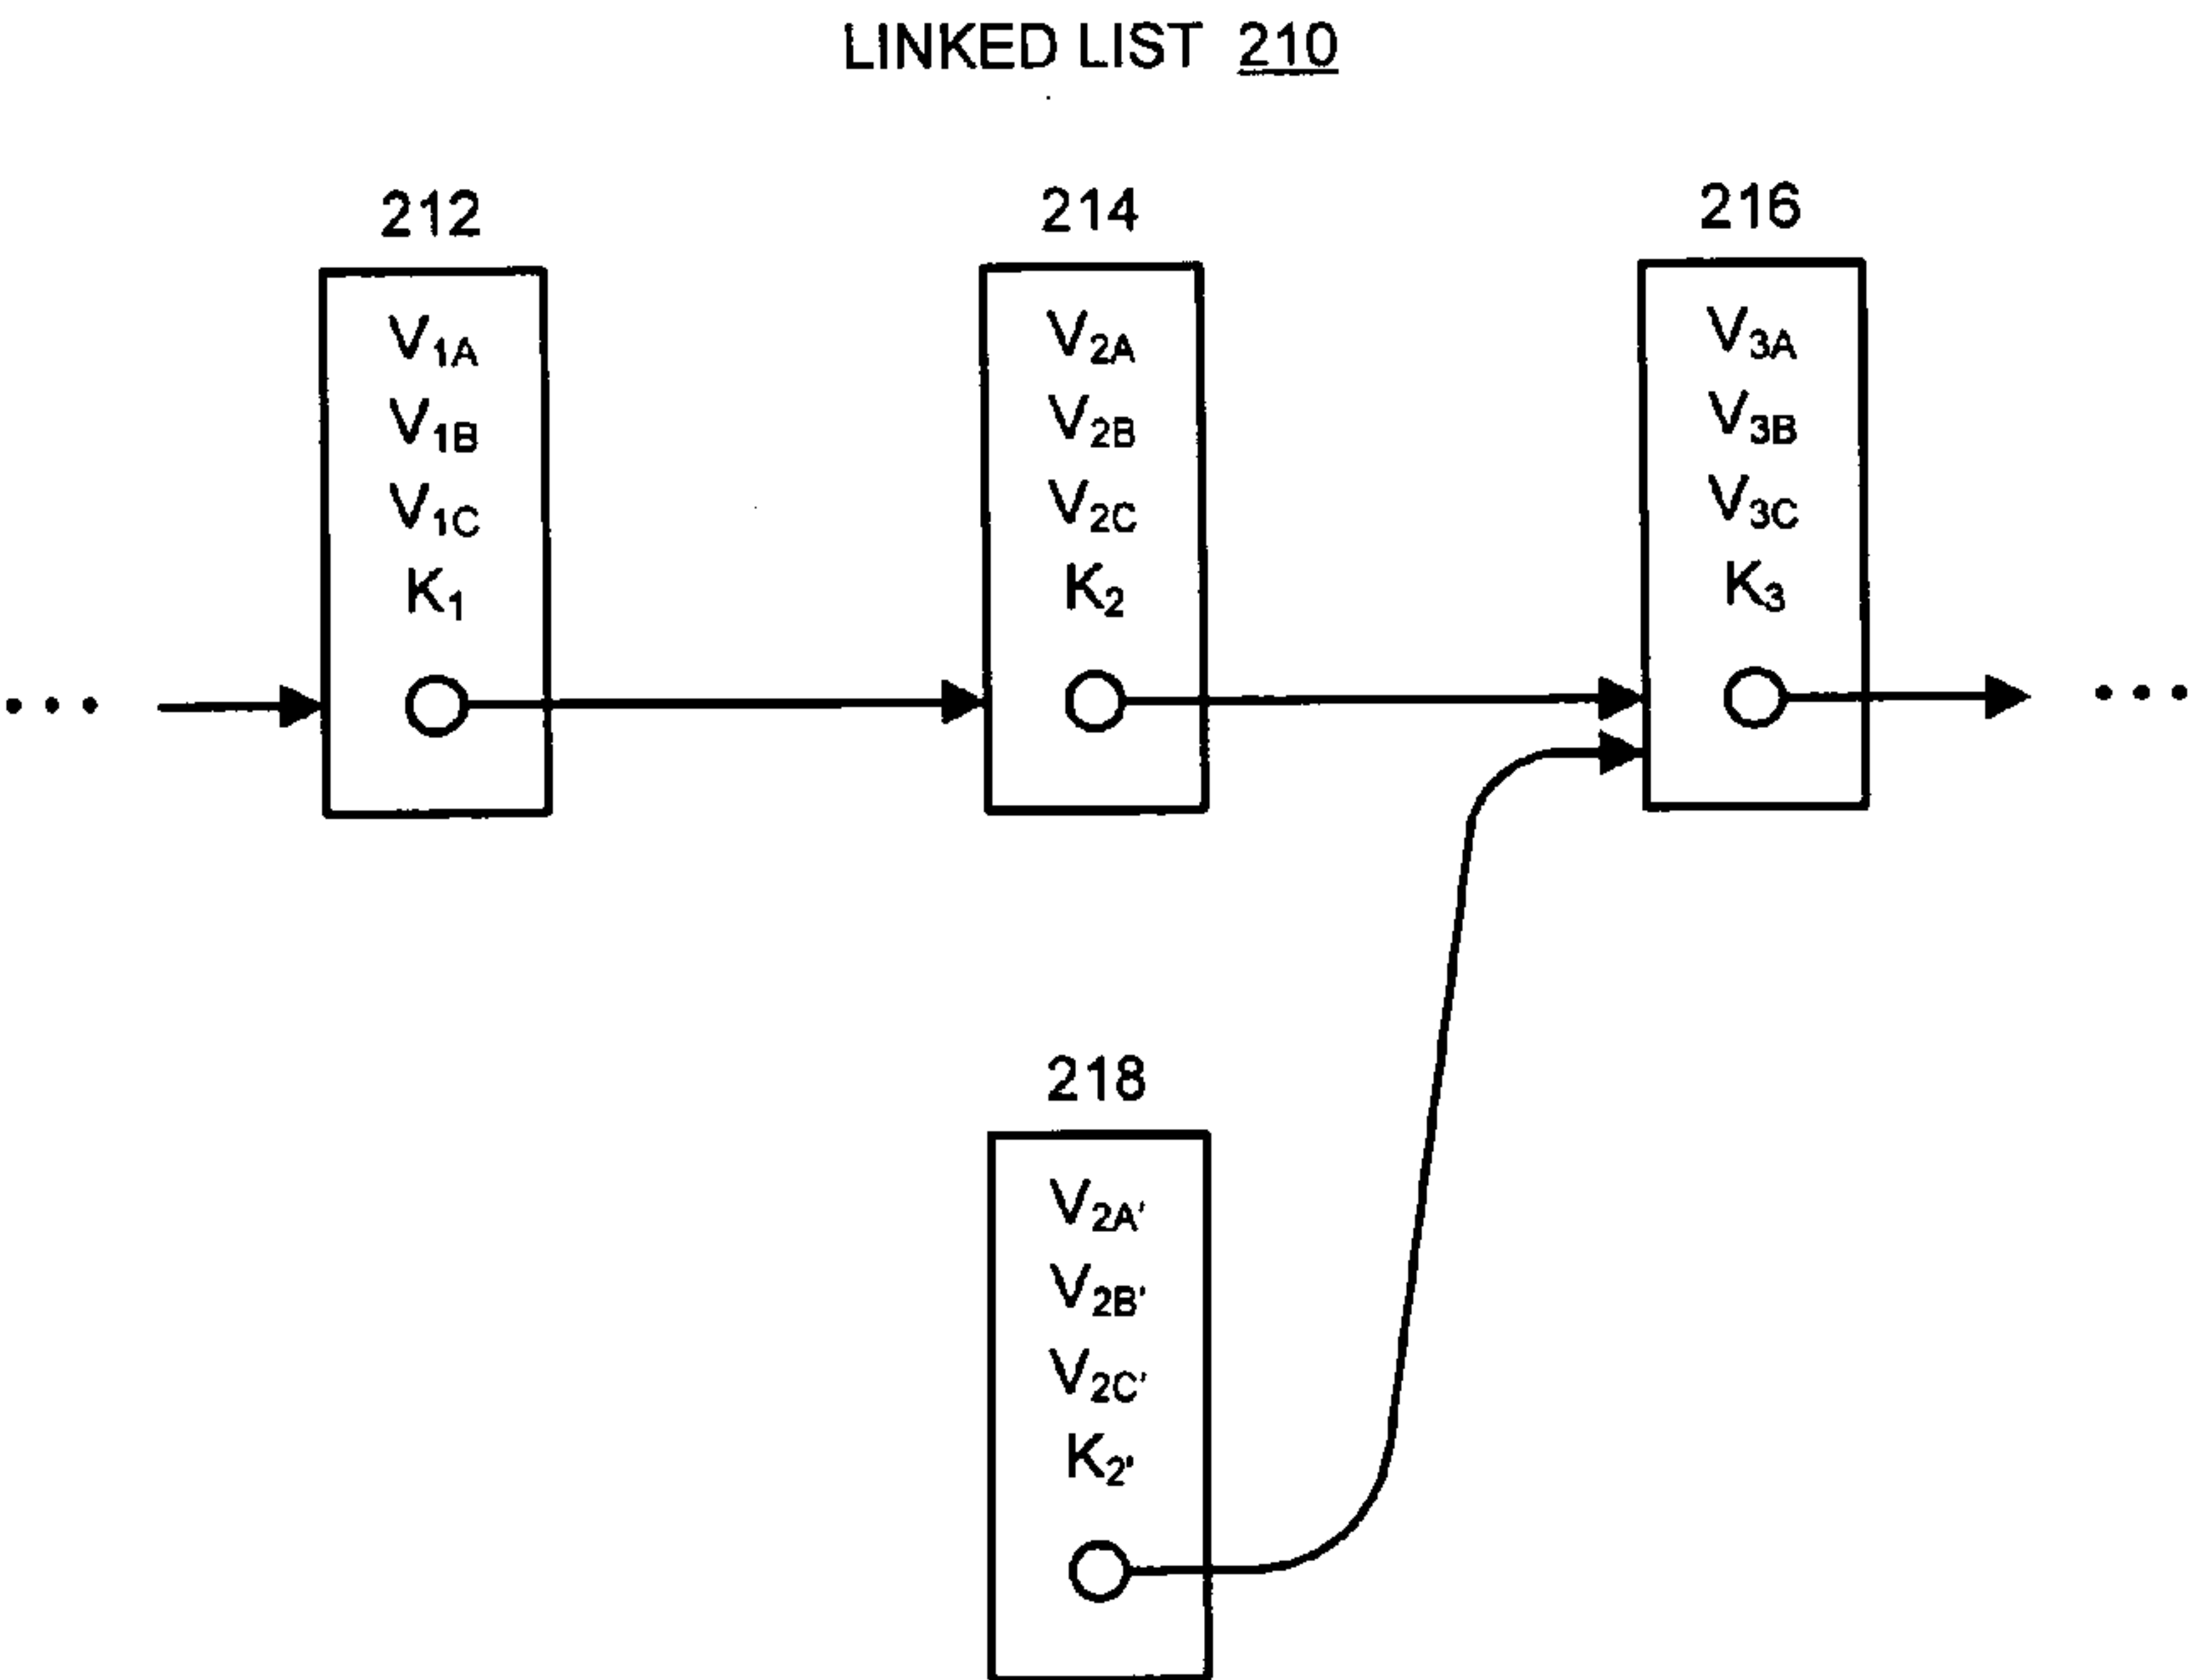 LINKED LIST 210
212
V1A
V1B
V1C
K1
214
V2A
V2B
V2C
K2
216
V3A
V3B
V3C
K3
• • •
• • •
218
V2A'
V2B'
V2C'
K2'